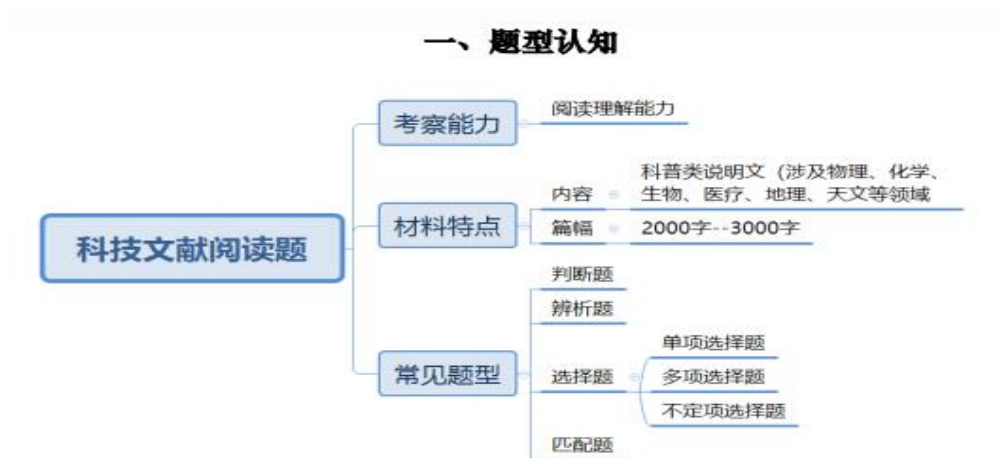 一、题型认知
科技文献阅读题
考察能力
阅读理解能力
材料特点
内容
科普类说明文（涉及物理、化学、
生物、医疗、地理、天文等领域
篇幅
2000字--3000字
常见题型
判断题
辨析题
选择题
单项选择题
多项选择题
不定项选择题
匹配题